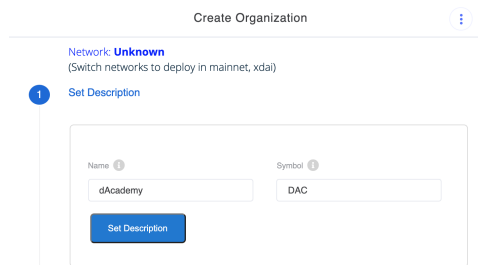 Create Organization
Network: Unknown
(Switch networks to deploy in mainnet, xdai)
1 Set Description
Name Symbol
dAcademy DAC
Set Description